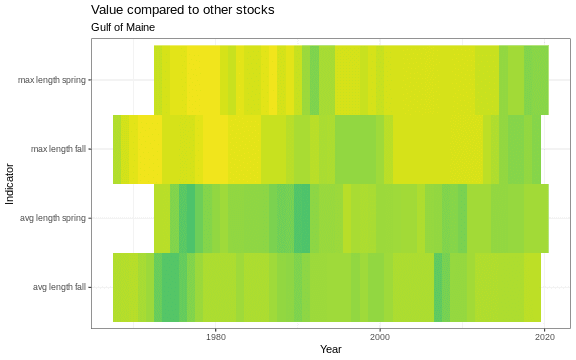 Value compared to other stocks
Gulf of Maine
Indicator
max length spring
max length fall
avg length spring
avg length fall
1980
2000
2020
Year